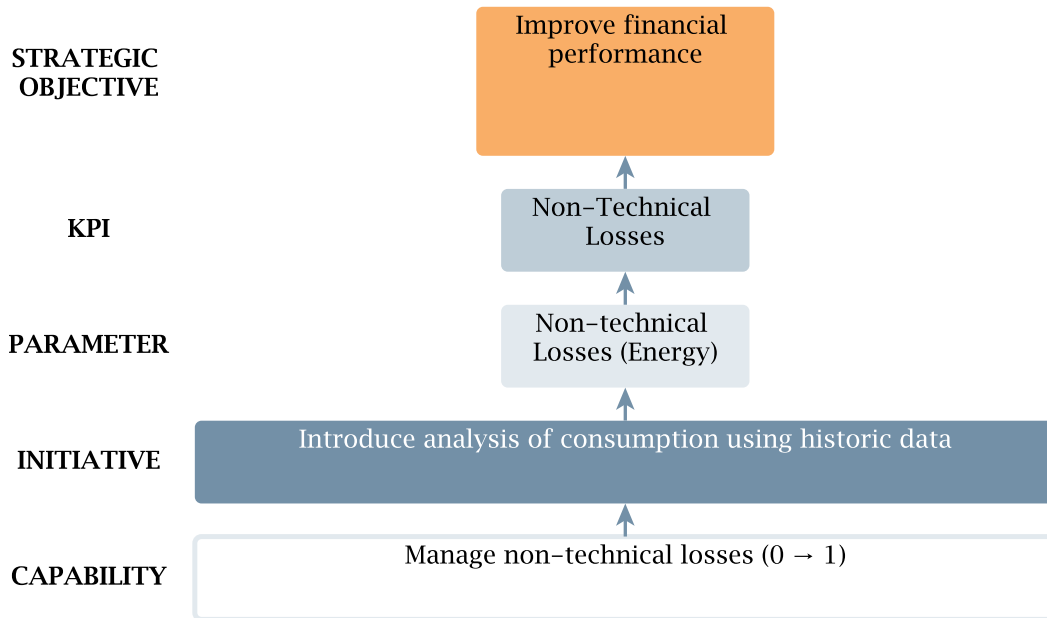 STRATEGIC
OBJECTIVE
Improve financial
performance
KPI
Non-Technical
Losses
PARAMETER
Non-technical
Losses (Energy)
INITIATIVE
Introduce analysis of consumption using historic data
CAPABILITY
Manage non-technical losses (0 → 1)